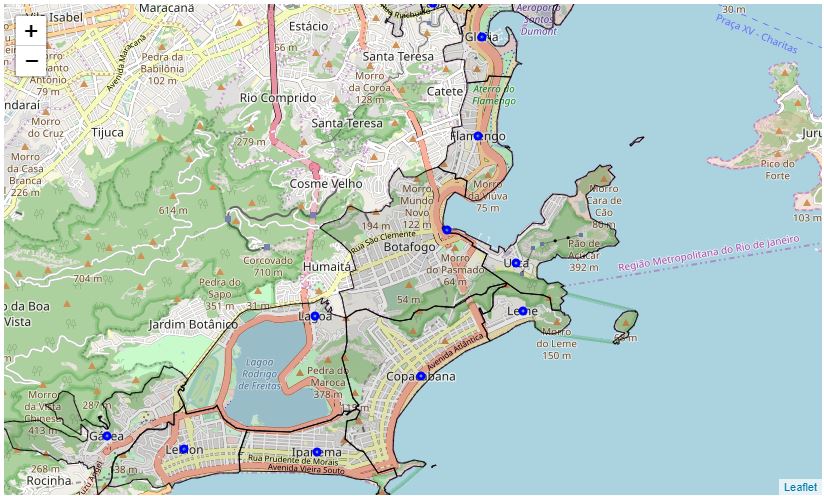 Vila Isabel
Maracanã
Aeroporto
Santos
Dumont
30 m
Praça XV - Charitas
+
−
Estácio
Gloria
Avenida Maracanã
Pedra da
Babilônia
102 m
56 m
Santa Teresa
Santo
Antônio
79 m
Morro
da Coroa
128 m
Catete
Aterro do
Flamengo
Rio Comprido
ndaraí
Morro
do Cruz
Tijuca
Santa Teresa
Flamengo
Juru
279 m
Morro
da Casa
Branca
226 m
Pico do
Forte
Cosme Velho
Morro
Mundo
Novo
122 m
Morro
da Viúva
75 m
Morro
Cara de
Cão
86 m
614 m
194 m
103 m
Rua São Clemente
Botafogo
Pão de
Açúcar
392 m
Região Metropolitana do Rio de Janeiro
Corcovado
710 m
Humaitá
Morro
do Pasmado
64 m
Urca
704 m
Pedra do
Sapo
351 m
31 m
54 m
o da Boa
Vista
Lagoa
Leme
Jardim Botânico
Morro
do Leme
150 m
Avenida Atlântica
Lagoa
Rodrigo
de Freitas
Pedra do
Maroca
378 m
Copacabana
Morro
da Vista
Chinesa
413 m
287 m
Gávea
Leblon
Ipanema
Rua Prudente de Morais
Avenida Vieira Souto
268 m
Rocinha
38 m
Leaflet